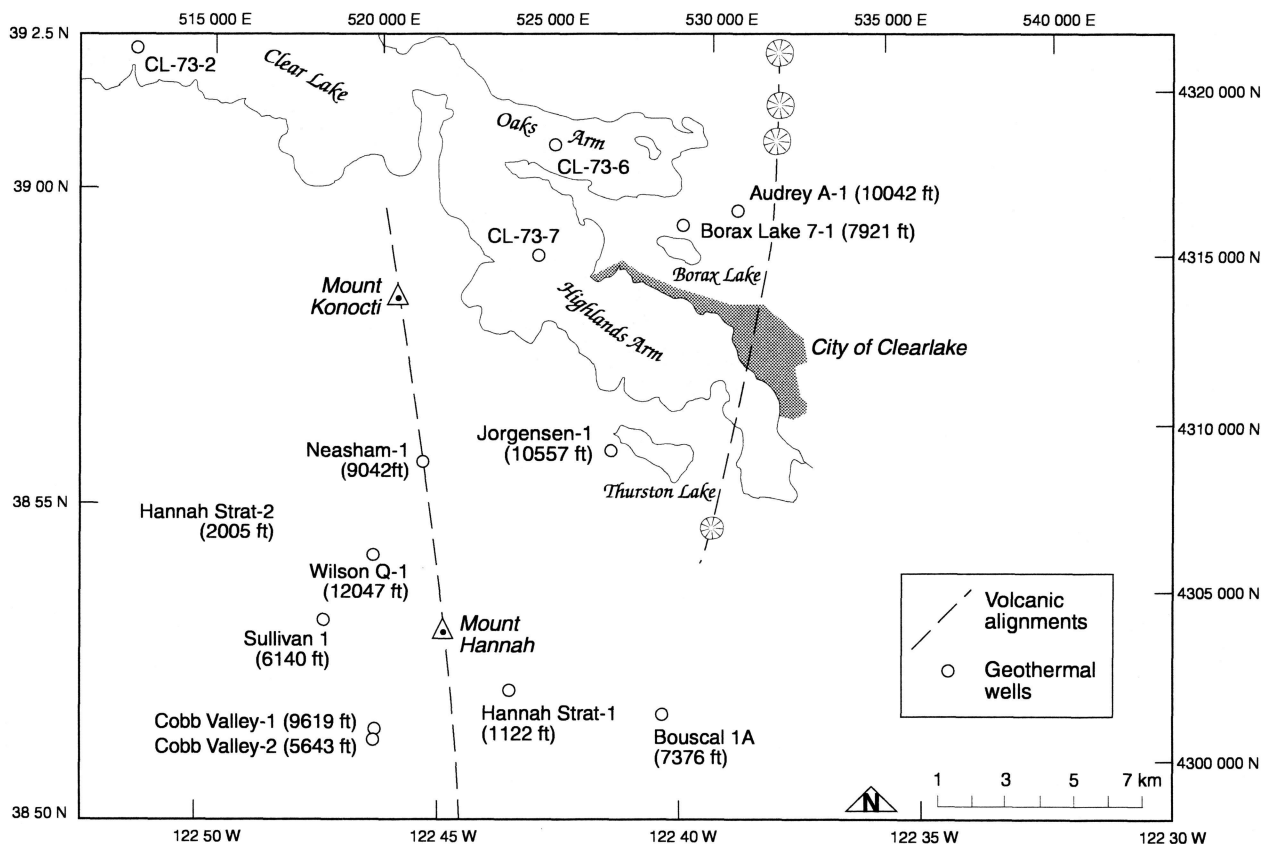 515 000 E
520 000 E
525 000 E
530 000 E
535 000 E
540 000 E
39 2.5 N
CL-73-2
Clear Lake
4320 000 N
Oaks Arm
CL-73-6
39 00 N
Audrey A-1 (10042 ft)
Borax Lake 7-1 (7921 ft)
CL-73-7
4315 000 N
Borax Lake
Mount
Konocti
Highlands Arm
City of Clearlake
Jorgensen-1
(10557 ft)
4310 000 N
Neasham-1
(9042ft)
Thurston Lake
38 55 N
Hannah Strat-2
(2005 ft)
Wilson Q-1
(12047 ft)
4305 000 N
Volcanic
alignments
Mount
Hannah
Sullivan 1
(6140 ft)
Geothermal
wells
Hannah Strat-1
(1122 ft)
Cobb Valley-1 (9619 ft)
Cobb Valley-2 (5643 ft)
Bouscal 1A
(7376 ft)
4300 000 N
1 3 5 7 km
N
38 50 N
122 50 W
122 45 W
122 40 W
122 35 W
122 30 W